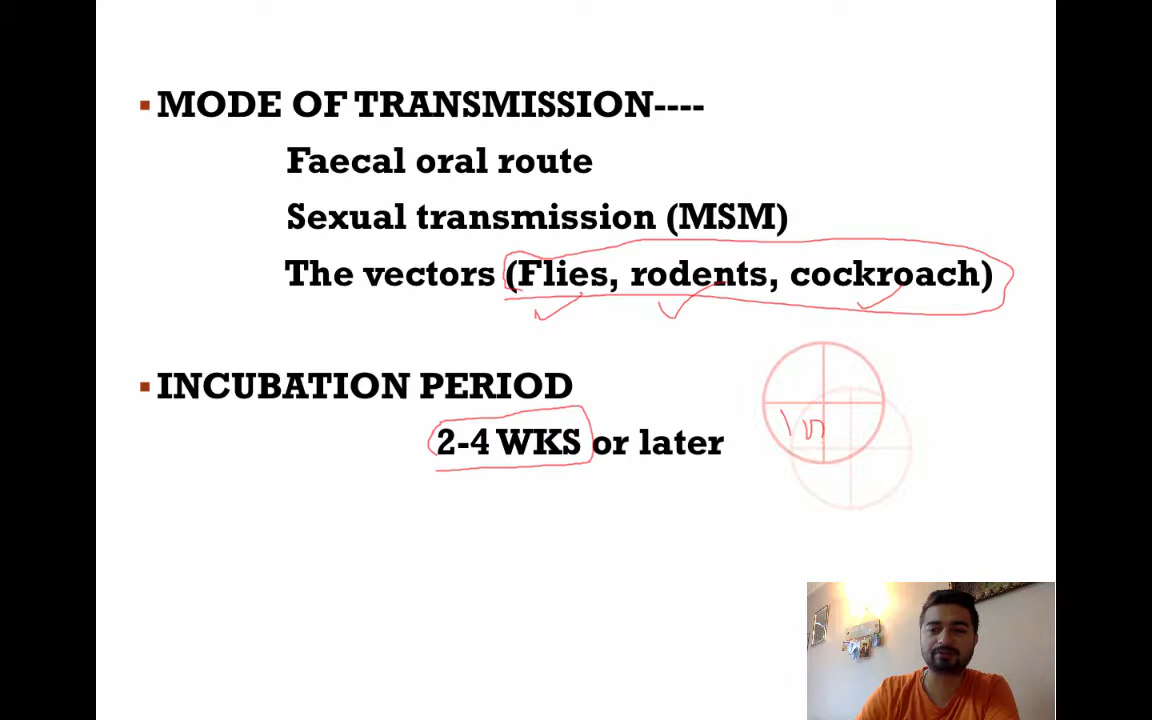 MODE OF TRANSMISSION----
Faecal oral route
Sexual transmission (MSM)
The vectors (Flies, rodents, cockroach)
INCUBATION PERIOD
2-4 WKS or later